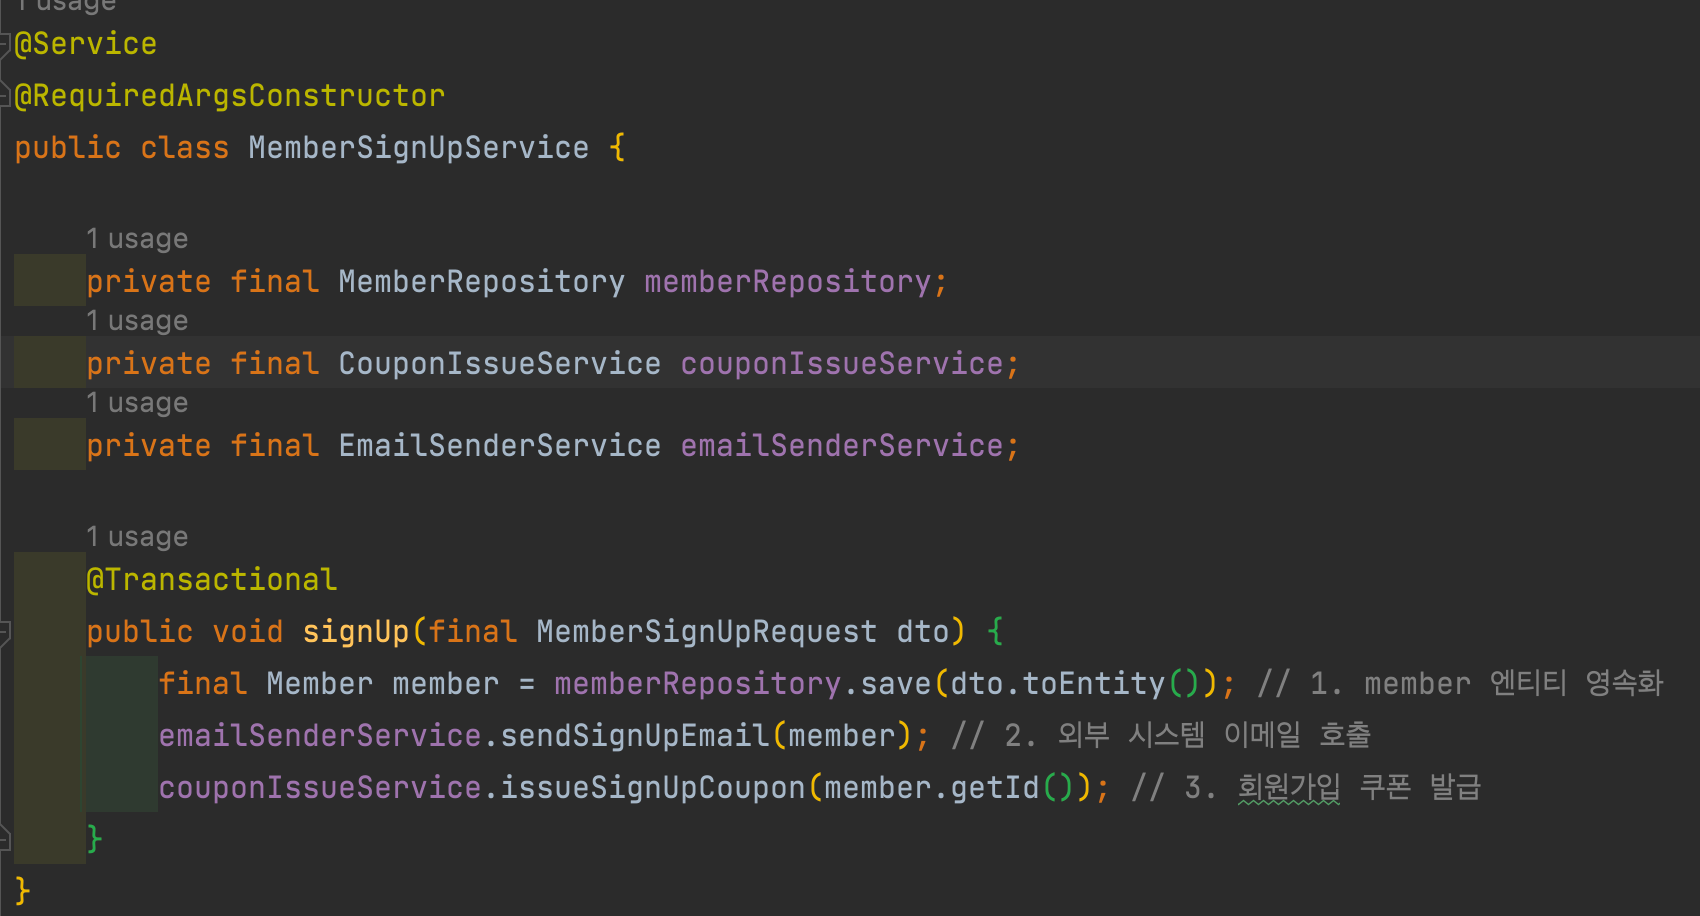 1 usage
@Service
@RequiredArgsConstructor
public class MemberSignUpService {
1 usage
private final MemberRepository memberRepository;
1 usage
private final CouponIssueService couponIssueService;
1 usage
private final EmailSenderService emailSenderService;
1 usage
@Transactional
public void signUp(final MemberSignUpRequest dto) {
final Member member = memberRepository.save(dto.toEntity()); // 1. member 엔티티 영속화
emailSenderService.sendSignUpEmail(member); // 2. 외부 시스템 이메일 호출
couponIssueService.issueSignUpCoupon(member.getId()); // 3. 회원가입 쿠폰 발급
}
}